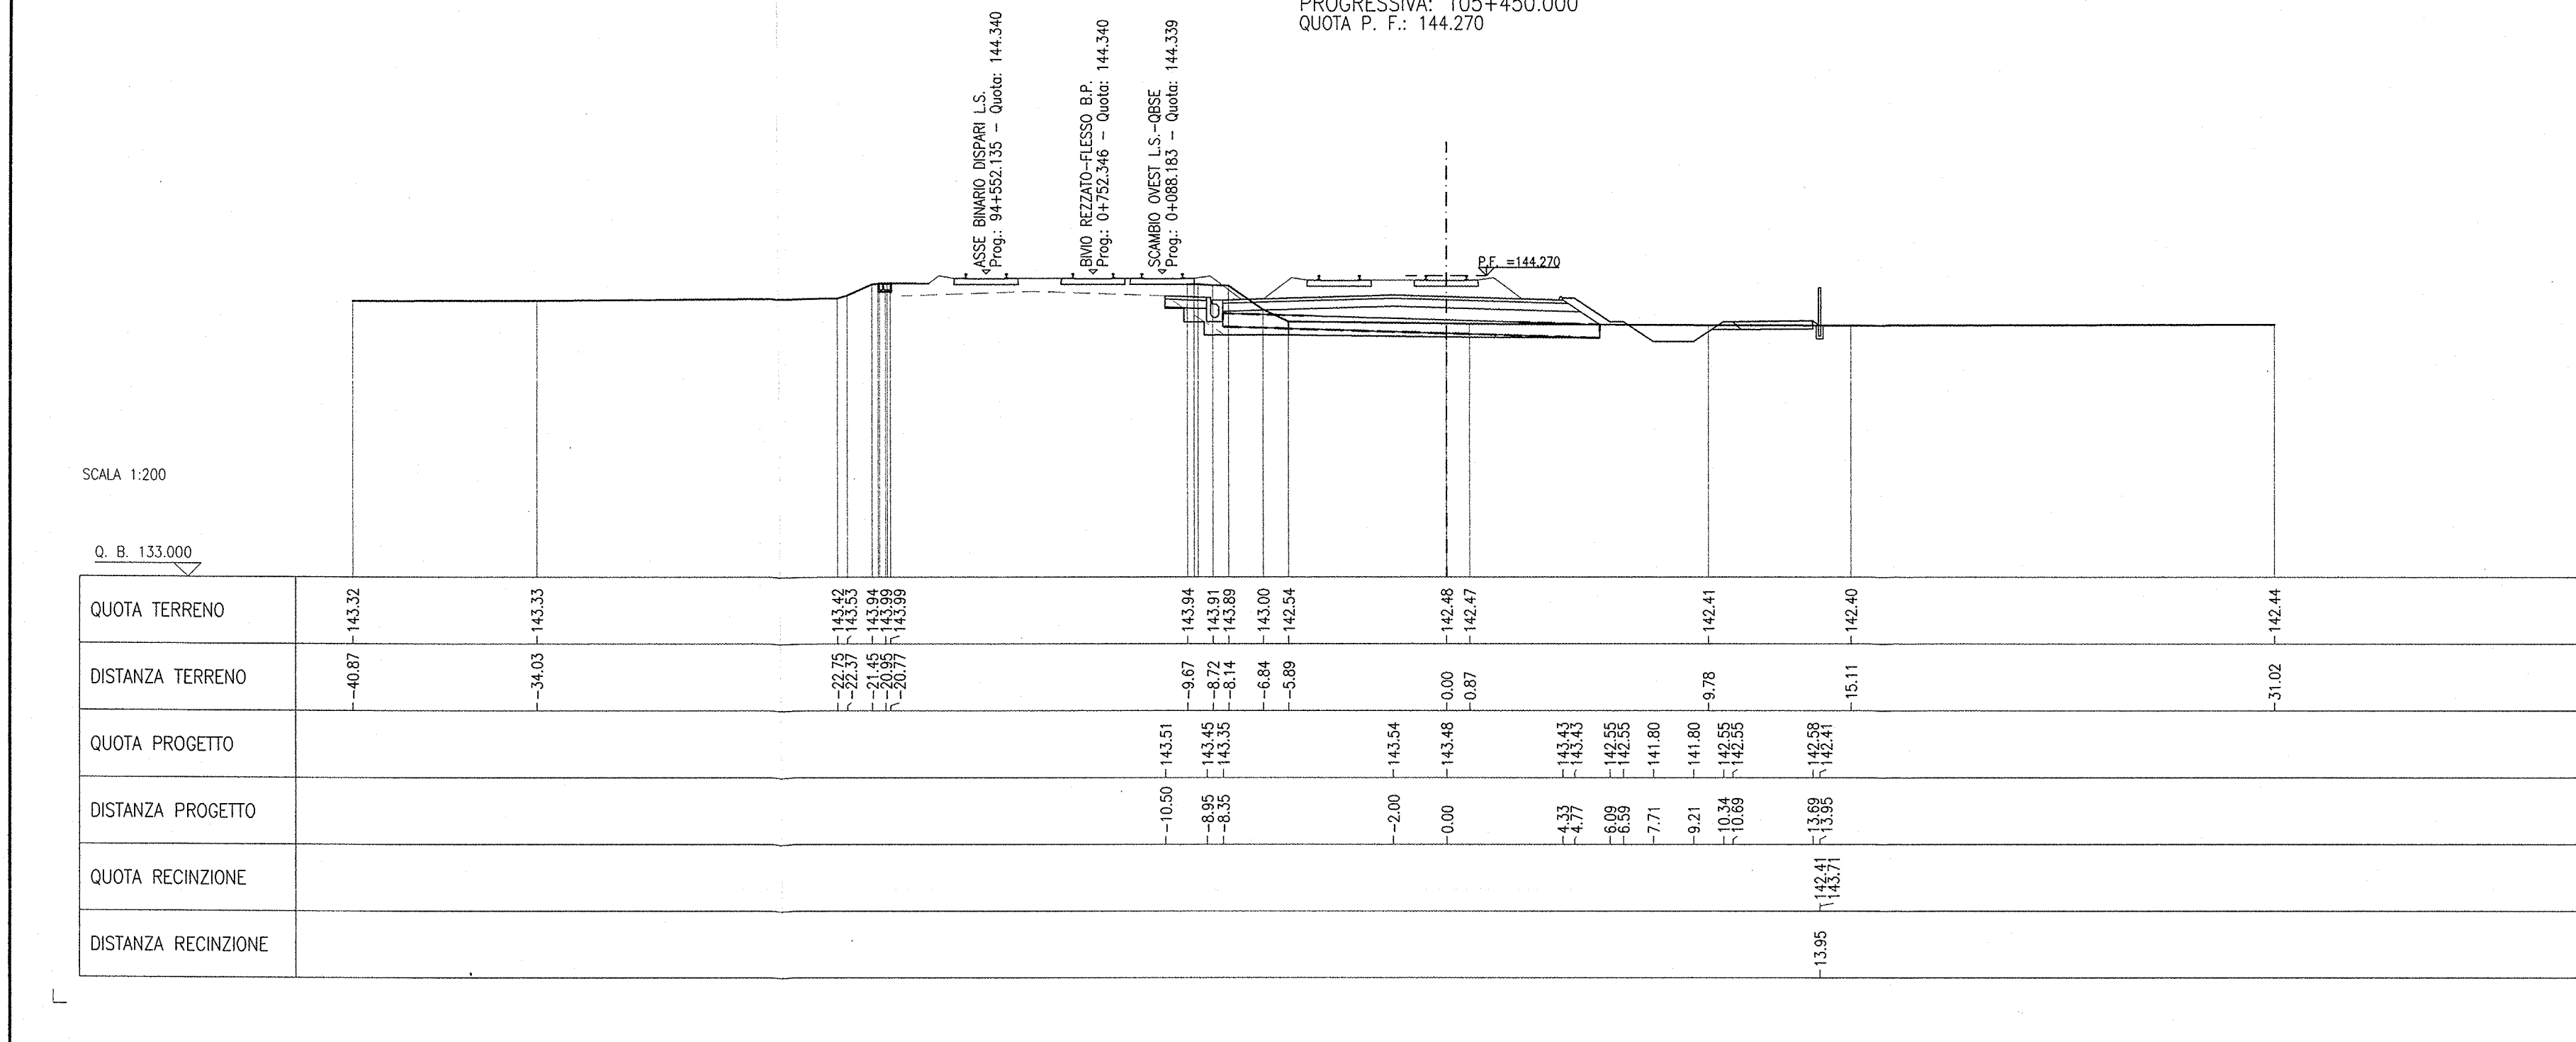 PROGRESSIVA: 105+450.000
QUOTA P. F.: 144.270
ASSE BINARIO DISPARI L.S.
Prog.: 94+552.135 - Quota: 144.340
BIVIO REZZATO-FLESSO B.P.
Prog.: 0+752.346 - Quota: 144.340
SCAMBIO OVEST L.S.-QBSE
Prog.: 0+088.183 - Quota: 144.339
P.F. =144.270
SCALA 1:200
Q. B. 133.000
QUOTA TERRENO 143.32 143.33 143.42 143.53 143.94 143.99 143.99 143.94 143.91 143.89 143.00 142.54 142.48 142.47 142.41 142.40 142.44
DISTANZA TERRENO -40.87 -34.03 -22.75 -22.37 -21.45 -20.95 -20.77 -9.67 -8.72 -8.14 -6.84 -5.89 0.00 0.87 9.78 15.11 31.02
QUOTA PROGETTO 143.51 143.45 143.35 143.54 143.48 143.43 143.43 142.55 142.55 141.80 141.80 142.55 142.55 142.58 142.41
DISTANZA PROGETTO -10.50 -8.95 -8.35 -2.00 0.00 4.33 4.77 6.09 6.59 7.71 9.21 10.34 10.69 13.69 13.95
QUOTA RECINZIONE 142.41 143.71
DISTANZA RECINZIONE 13.95